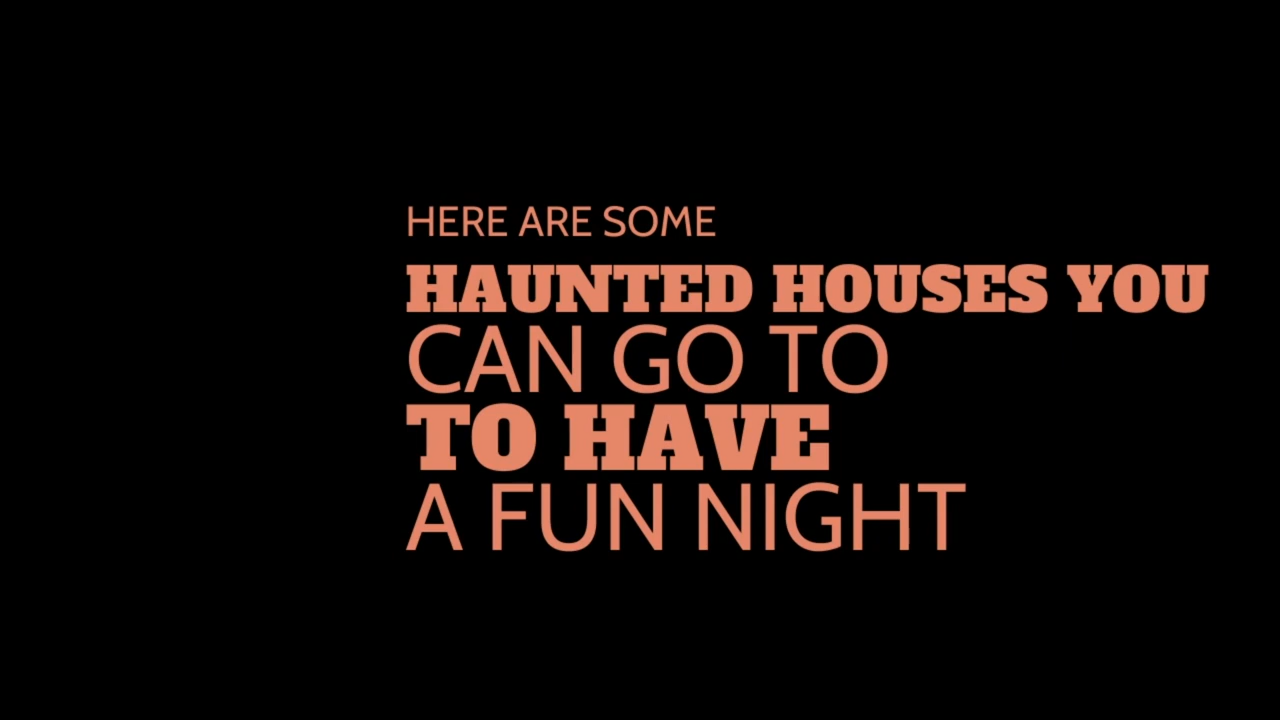 HERE ARE SOME
HAUNTED HOUSES YOU
CAN GO TO
TO HAVE
A FUN NIGHT